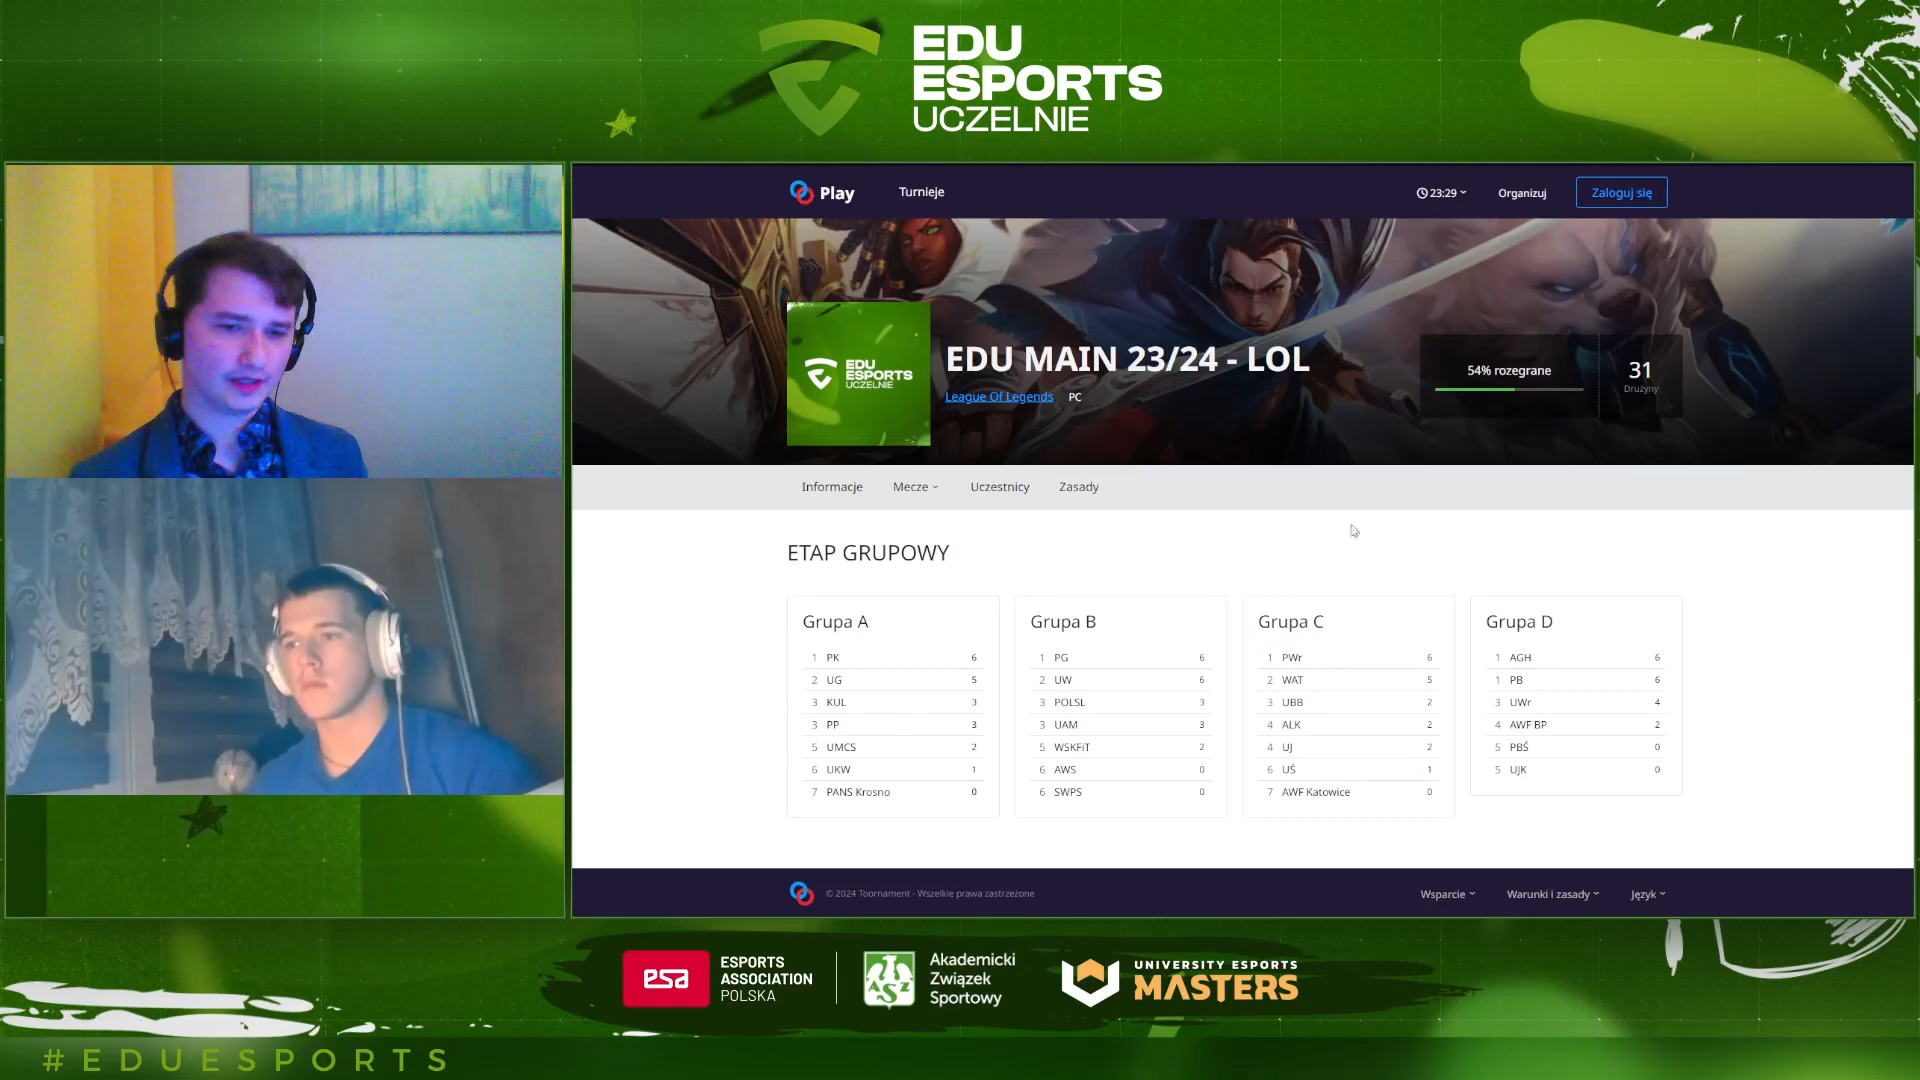 EDU
ESPORTS
UCZELNIE
Play
Turnieje
23:29
Organizuj
Zaloguj się
EDU
ESPORTS
UCZELNIE
EDU MAIN 23/24 - LOL
League Of Legends
PC
54% rozegrane
31
Drużyny
Informacje
Mecze
Uczestnicy
Zasady
ETAP GRUPOWY
Grupa A
1 PK 6
2 UG 5
3 KUL 3
3 PP 3
5 UMCS 2
6 UKW 1
7 PANS Krosno 0
Grupa B
1 PG 6
2 UW 6
3 POLSL 3
3 UAM 3
5 WSKFiT 2
6 AWS 0
6 SWPS 0
Grupa C
1 PWr 6
2 WAT 5
3 UBB 2
4 ALK 2
4 UJ 2
6 UŚ 1
7 AWF Katowice 0
Grupa D
1 AGH 6
1 PB 6
3 UWr 4
4 AWF BP 2
5 PBŚ 0
5 UJK 0
© 2024 Toornament - Wszelkie prawa zastrzeżone
Wsparcie
Warunki i zasady
Język
esa
ESPORTS
ASSOCIATION
POLSKA
AZS
Akademicki
Związek
Sportowy
UNIVERSITY ESPORTS
MASTERS
#EDUESPORTS